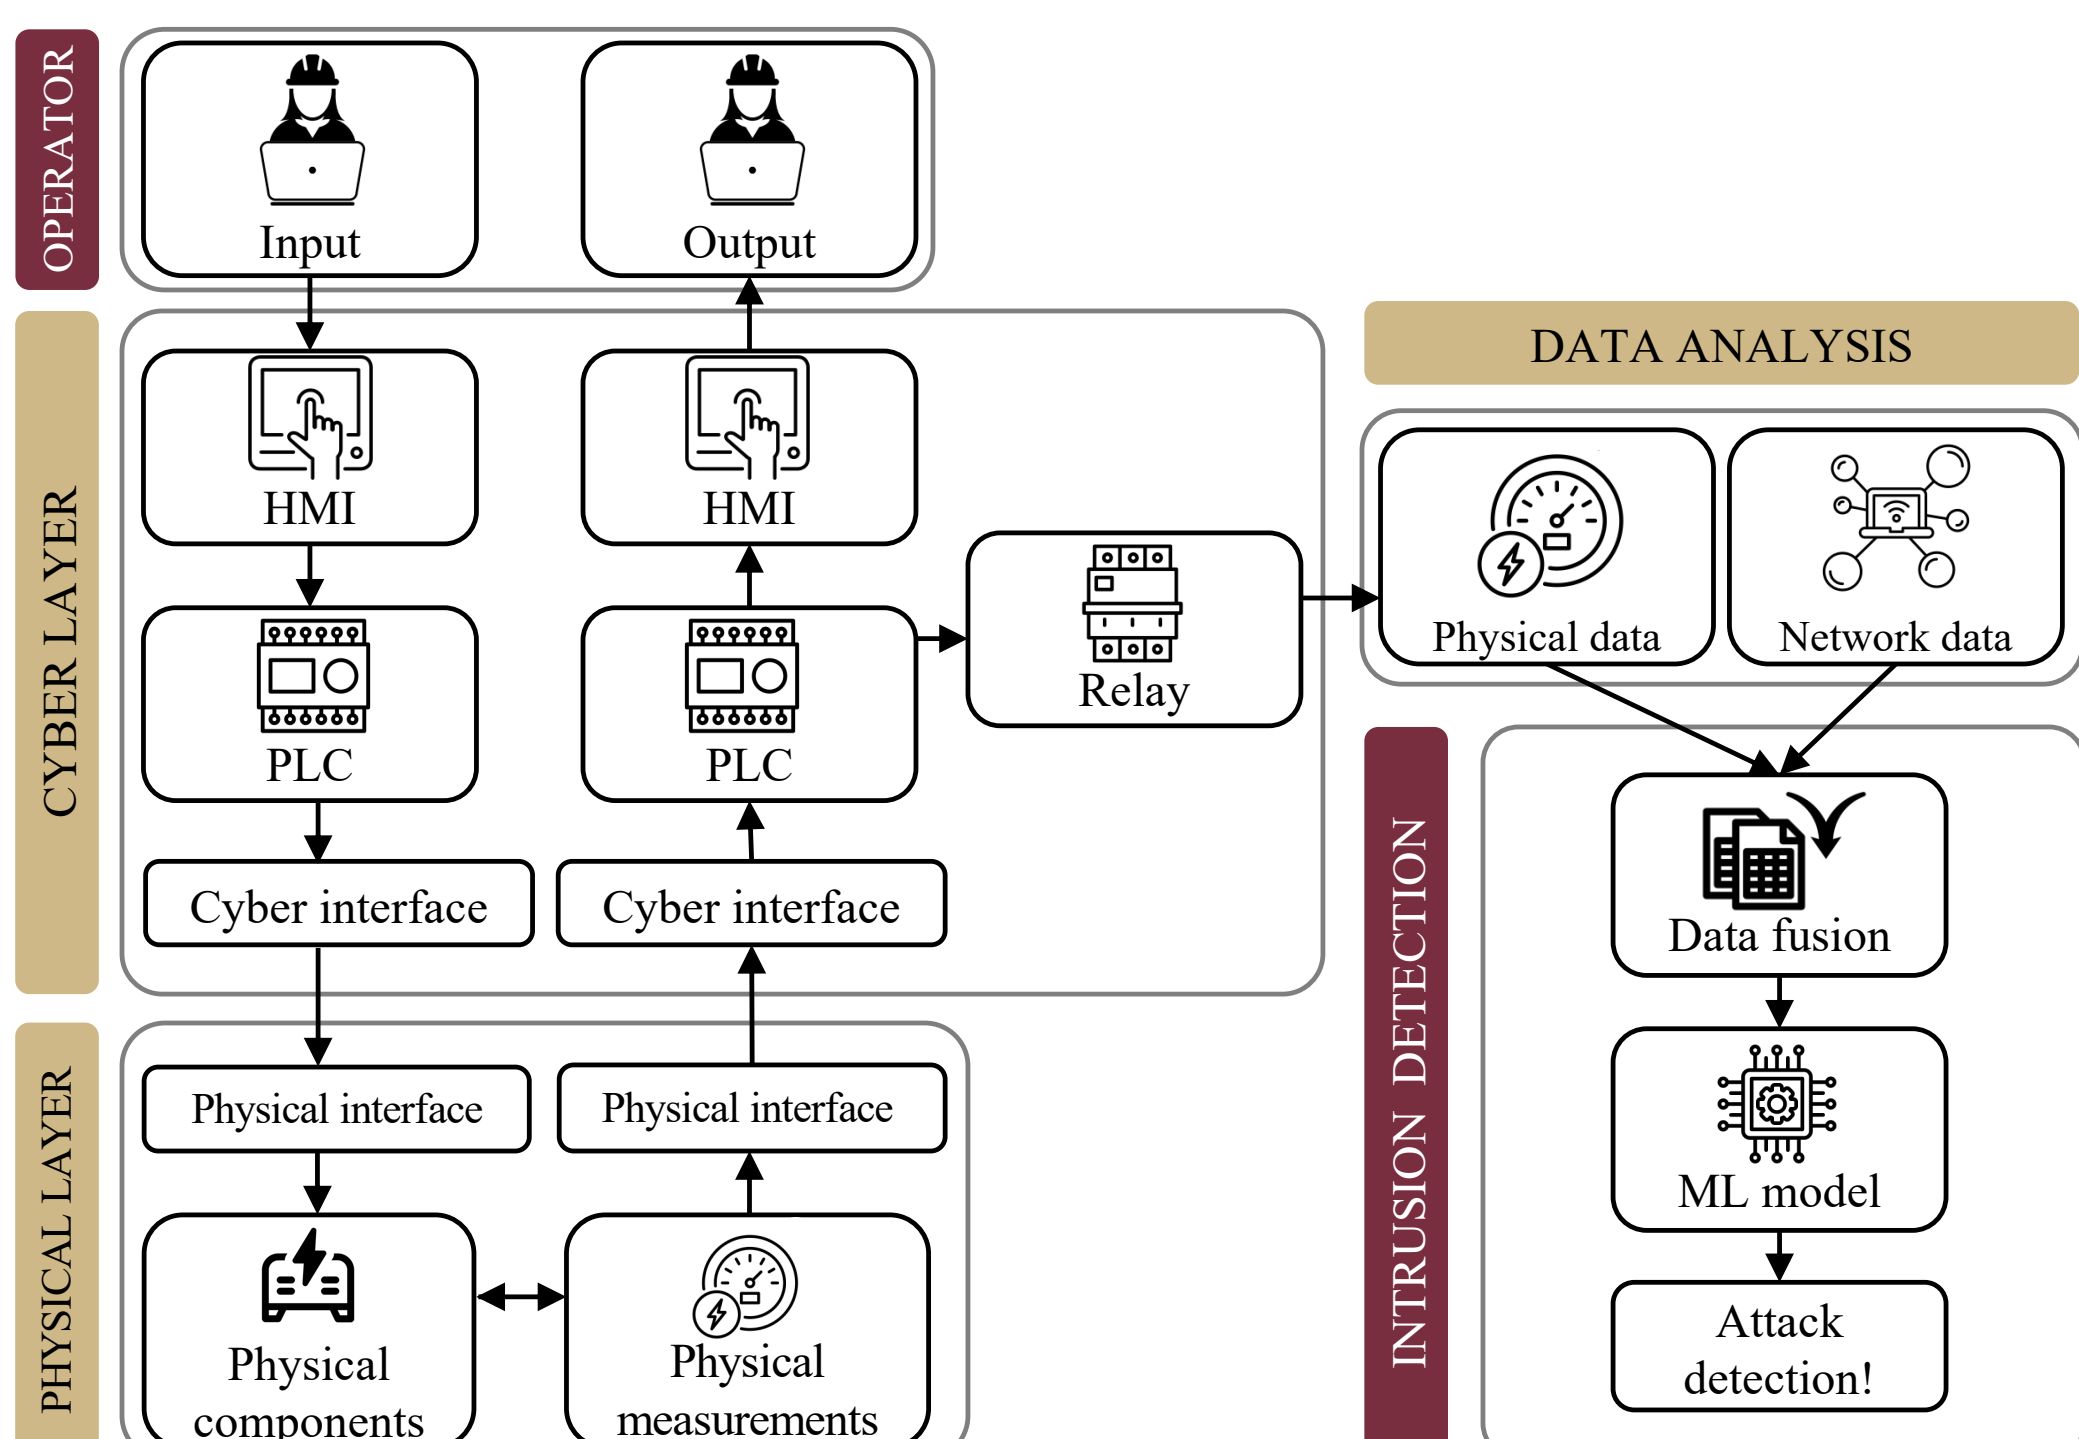 OPERATOR
Input
Output
CYBER LAYER
HMI
HMI
PLC
PLC
Relay
Cyber interface
Cyber interface
PHYSICAL LAYER
Physical interface
Physical interface
Physical
components
Physical
measurements
DATA ANALYSIS
Physical data
Network data
INTRUSION DETECTION
Data fusion
ML model
Attack
detection!